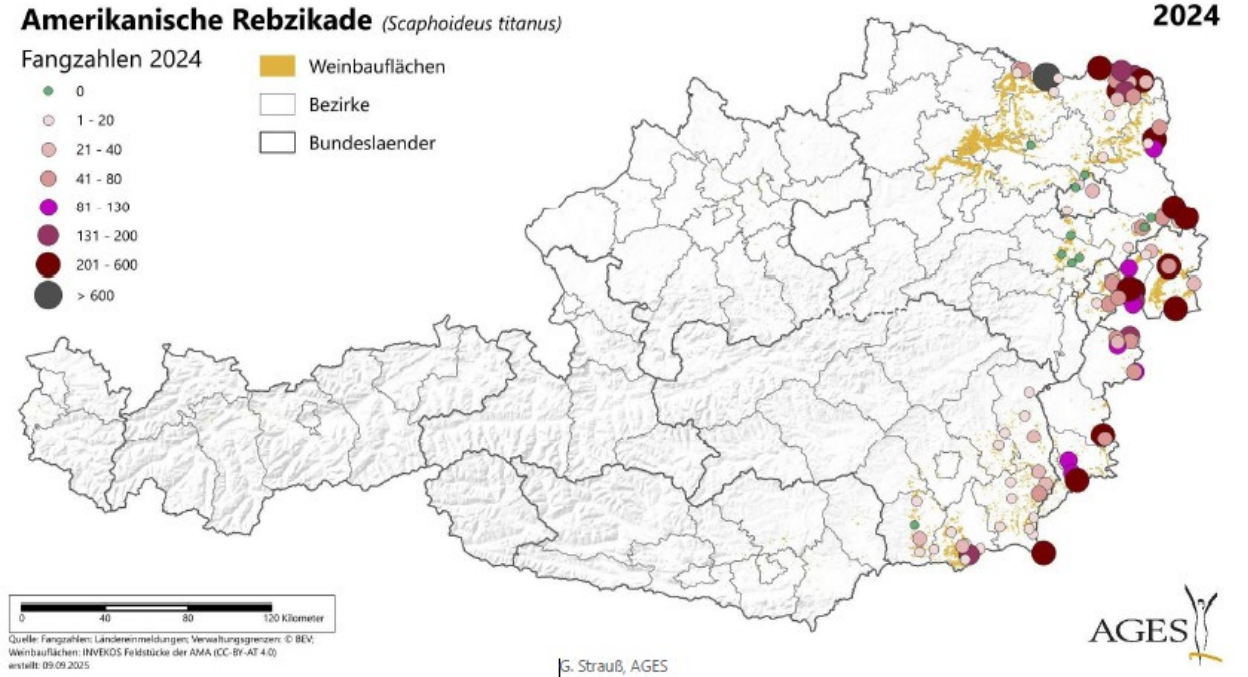 Amerikanische Rebzikade (Scaphoideus titanus)
2024
Fangzahlen 2024
0
1 - 20
21 - 40
41 - 80
81 - 130
131 - 200
201 - 600
> 600
Weinbauflächen
Bezirke
Bundeslaender
0 40 80 120 Kilometer
Quelle: Fangzahlen: Ländereinmeldungen; Verwaltungsgrenzen: © BEV;
Weinbauflächen: INVEKOS Feldstücke der AMA (CC-BY-AT 4.0)
erstellt: 09.09.2025
G. Strauß, AGES
AGES